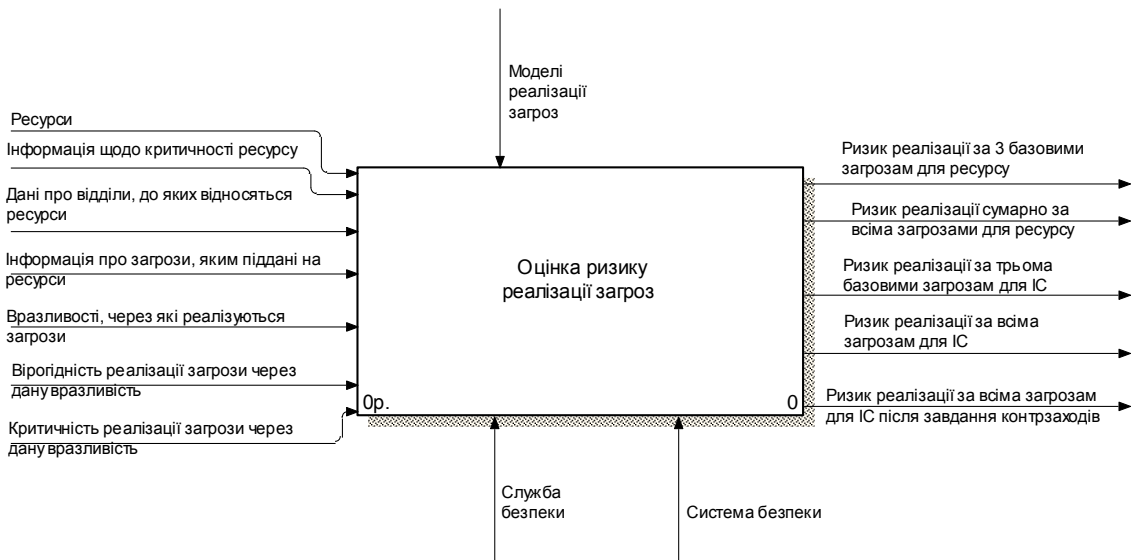 Моделі
реалізації
загроз
Ресурси
Інформація щодо критичності ресурсу
Дані про відділи, до яких відносяться
ресурси
Інформація про загрози, яким піддані на
ресурси
Вразливості, через які реалізуються
загрози
Вірогідність реалізації загрози через
дану вразливість
Критичність реалізації загрози через
дану вразливість
Оцінка ризику
реалізації загроз
0р.
0
Ризик реалізації за 3 базовими
загрозам для ресурсу
Ризик реалізації сумарно за
всіма загрозами для ресурсу
Ризик реалізації за трьома
базовими загрозам для ІС
Ризик реалізації за всіма
загрозам для ІС
Ризик реалізації за всіма загрозам
для ІС після завдання контрзаходів
Служба
безпеки
Система безпеки